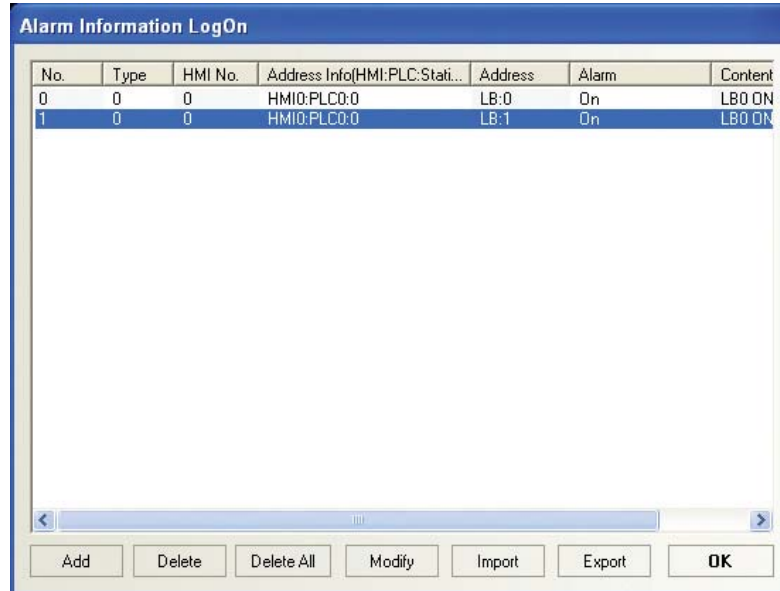 Alarm Information LogOn
No. Type HMI No. Address Info(HMI:PLC:Stati... Address Alarm Content
0 0 0 HMI0:PLC0:0 LB:0 On LB0 ON
1 0 0 HMI0:PLC0:0 LB:1 On LB0 ON
Add Delete Delete All Modify Import Export OK